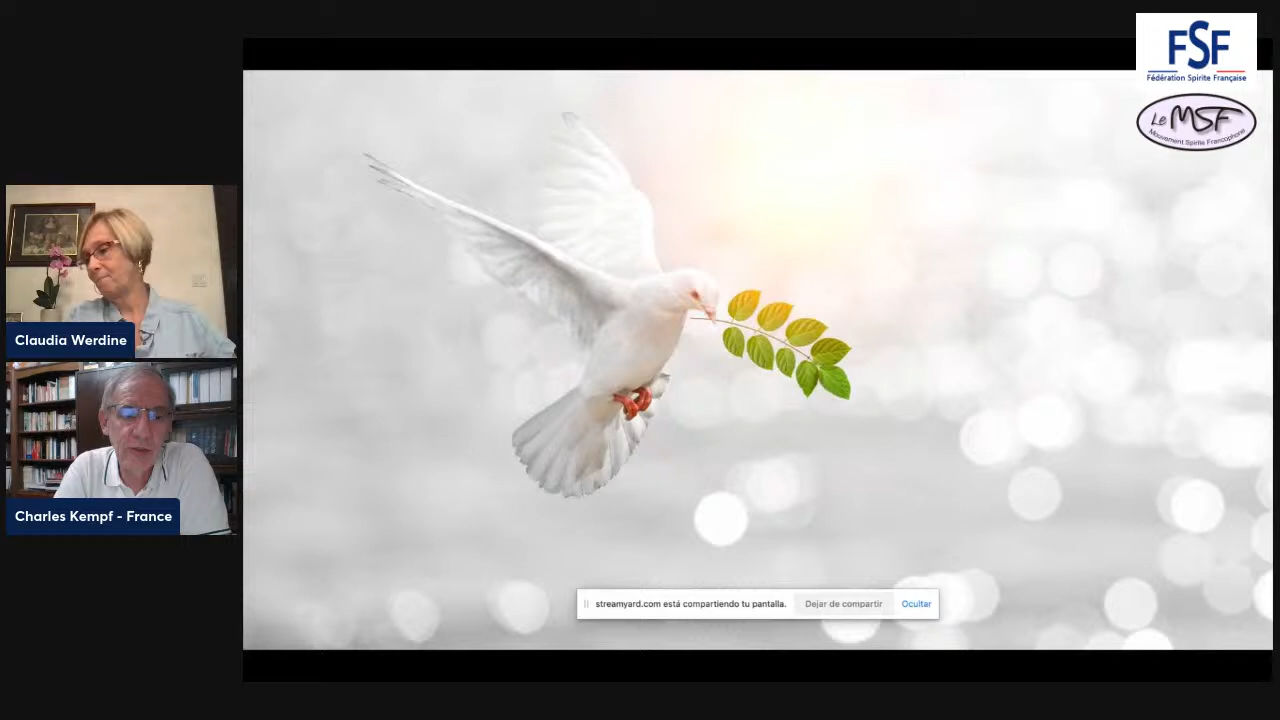 FSF
Fédération Spirite Française
Le MSF
Mouvement Spirite Francophone
Claudia Werdine
Charles Kempf - France
streamyard.com está compartiendo tu pantalla.
Dejar de compartir
Ocultar